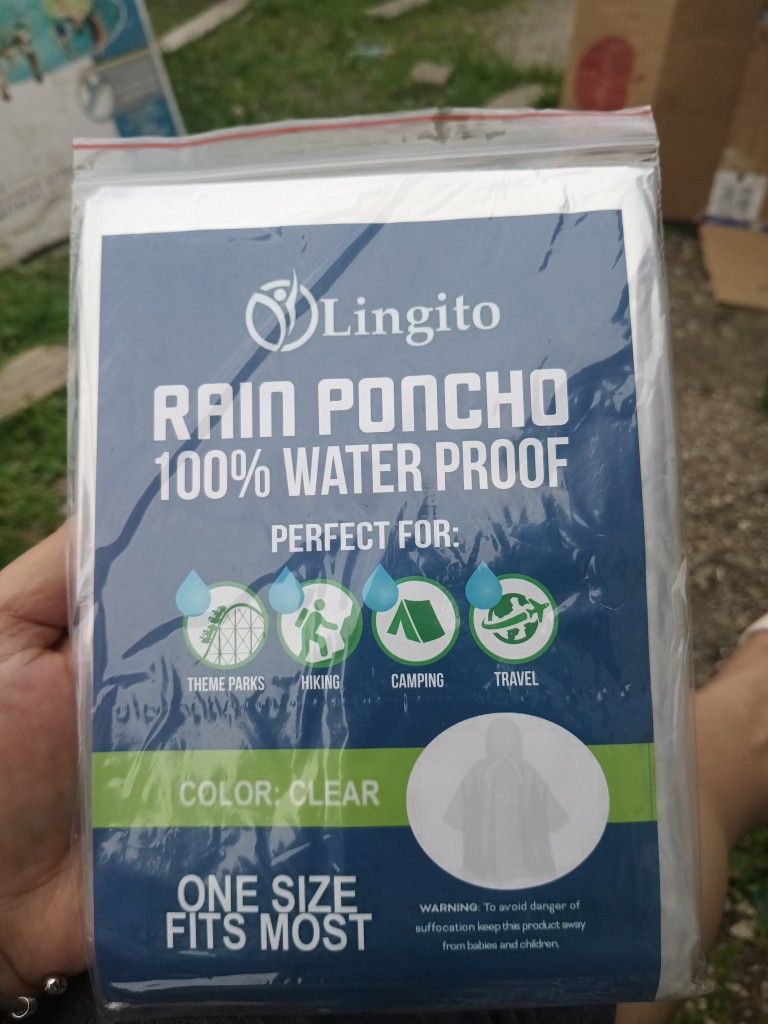 Lingito
RAIN PONCHO
100% WATER PROOF
PERFECT FOR:
THEME PARKS HIKING CAMPING TRAVEL
COLOR: CLEAR
ONE SIZE
FITS MOST
WARNING: To avoid danger of
suffocation keep this product away
from babies and children.